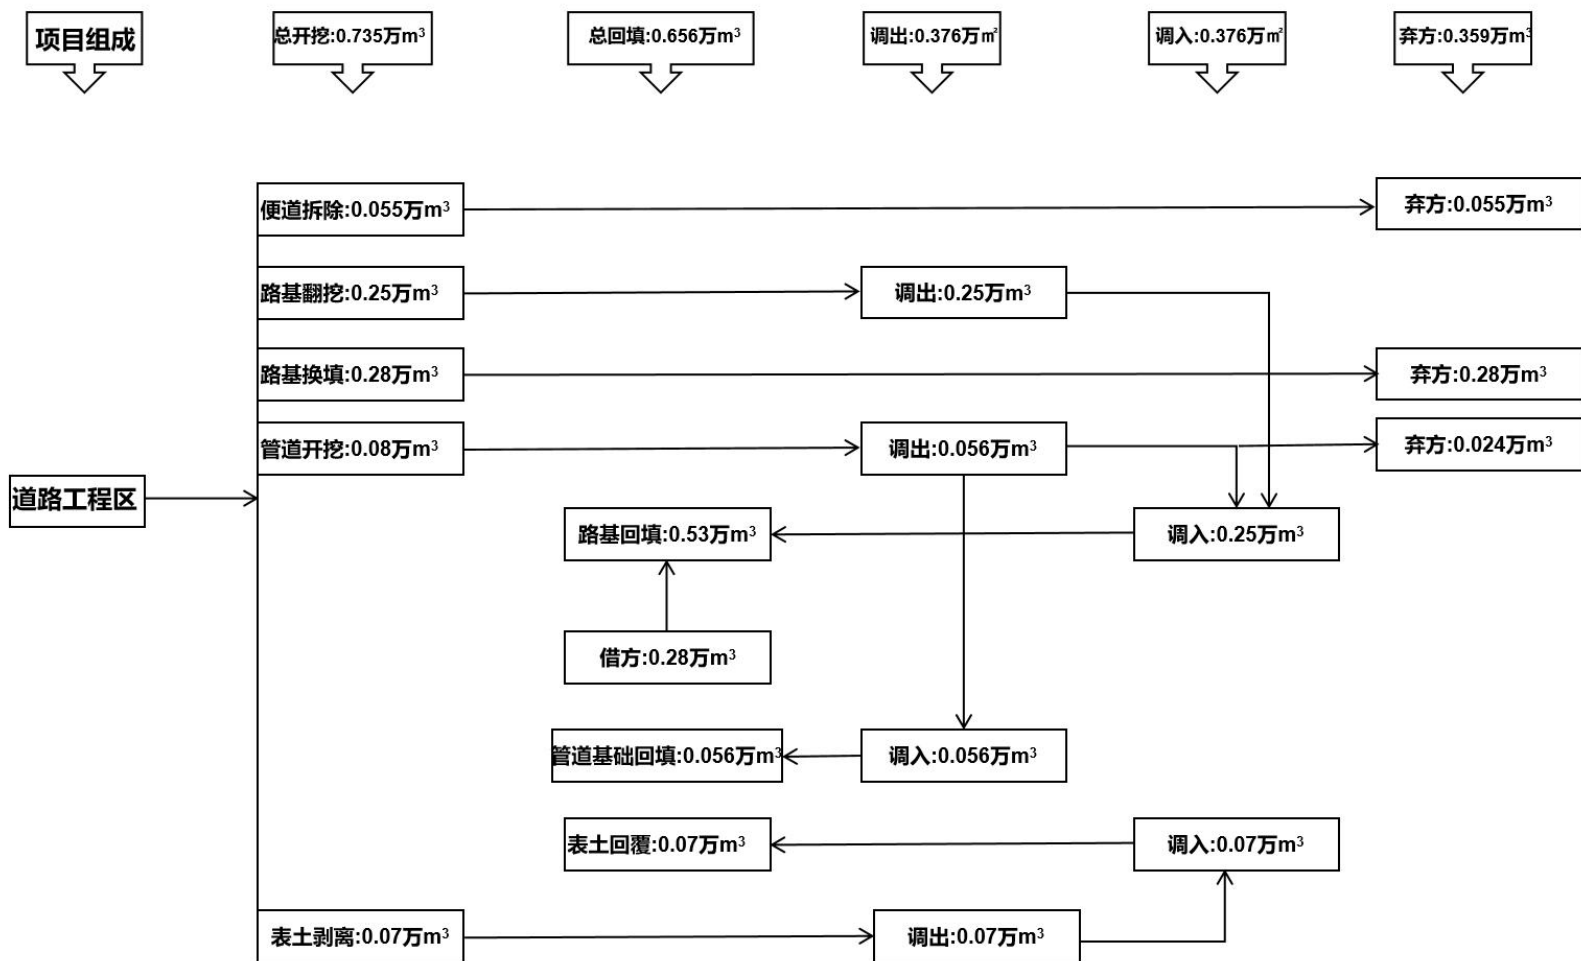 项目组成
总开挖:0.735万m³
总回填:0.656万m³
调出:0.376万㎡
调入:0.376万㎡
弃方:0.359万m³
便道拆除:0.055万m³
弃方:0.055万m³
路基翻挖:0.25万m³
调出:0.25万m³
路基换填:0.28万m³
弃方:0.28万m³
管道开挖:0.08万m³
调出:0.056万m³
弃方:0.024万m³
道路工程区
路基回填:0.53万m³
调入:0.25万m³
借方:0.28万m³
管道基础回填:0.056万m³
调入:0.056万m³
表土回覆:0.07万m³
调入:0.07万m³
表土剥离:0.07万m³
调出:0.07万m³